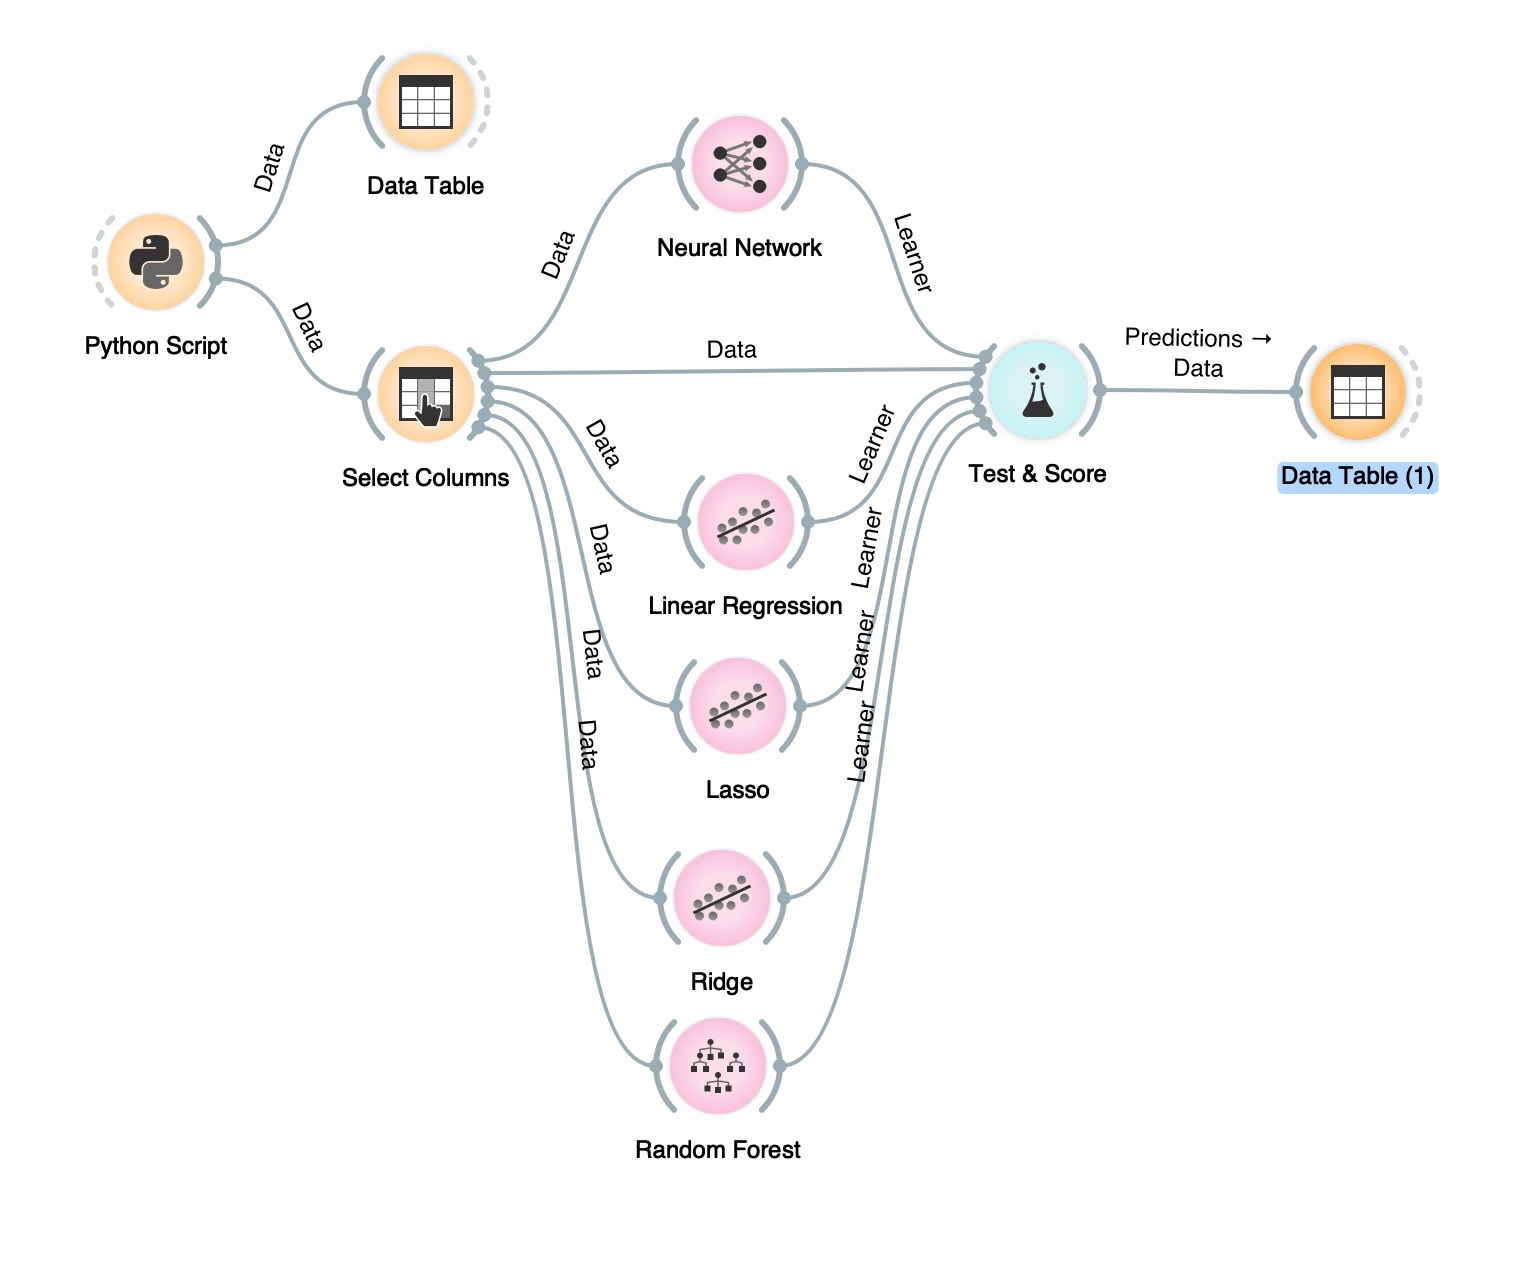 Data
Data Table
Python Script
Data
Select Columns
Data
Neural Network
Learner
Data
Data
Linear Regression
Learner
Data
Lasso
Learner
Data
Ridge
Learner
Data
Random Forest
Learner
Test & Score
Predictions →
Data
Data Table (1)